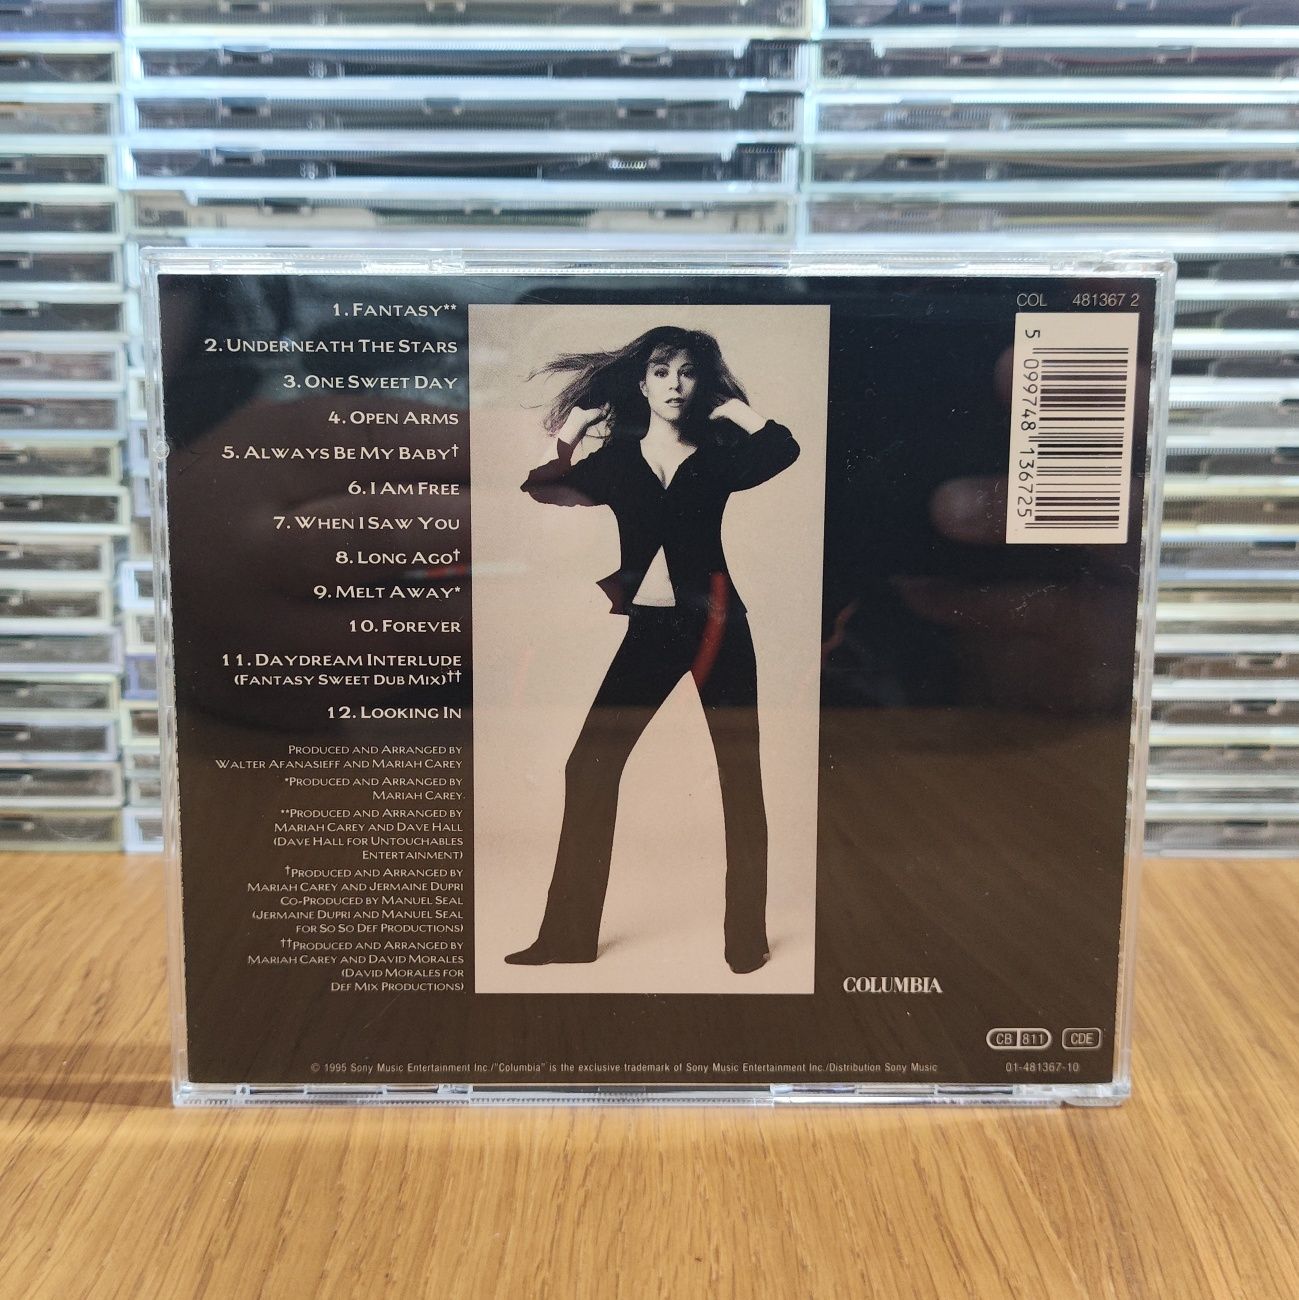 1. FANTASY**
2. UNDERNEATH THE STARS
3. ONE SWEET DAY
4. OPEN ARMS
5. ALWAYS BE MY BABY†
6. I AM FREE
7. WHEN I SAW YOU
8. LONG AGO†
9. MELT AWAY*
10. FOREVER
11. DAYDREAM INTERLUDE
(FANTASY SWEET DUB MIX)††
12. LOOKING IN
PRODUCED AND ARRANGED BY
WALTER AFANASIEFF AND MARIAH CAREY
*PRODUCED AND ARRANGED BY
MARIAH CAREY
**PRODUCED AND ARRANGED BY
MARIAH CAREY AND DAVE HALL
(DAVE HALL FOR UNTOUCHABLES
ENTERTAINMENT)
†PRODUCED AND ARRANGED BY
MARIAH CAREY AND JERMAINE DUPRI
CO-PRODUCED BY MANUEL SEAL
(JERMAINE DUPRI AND MANUEL SEAL
FOR SO SO DEF PRODUCTIONS)
††PRODUCED AND ARRANGED BY
MARIAH CAREY AND DAVID MORALES
(DAVID MORALES FOR
DEF MIX PRODUCTIONS)
COL 481367 2
5 099748 136725
COLUMBIA
CB 811 CDE
© 1995 Sony Music Entertainment Inc./"Columbia" is the exclusive trademark of Sony Music Entertainment Inc./Distribution Sony Music
01-481367-10